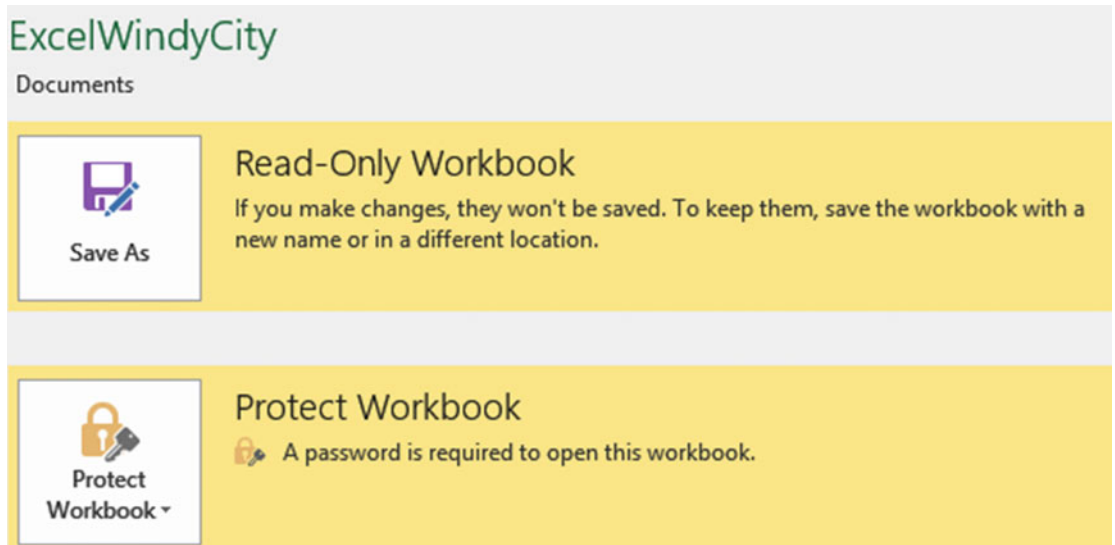 ExcelWindyCity
Documents
Read-Only Workbook
If you make changes, they won't be saved. To keep them, save the workbook with a
new name or in a different location.
Save As
Protect Workbook
A password is required to open this workbook.
Protect
Workbook